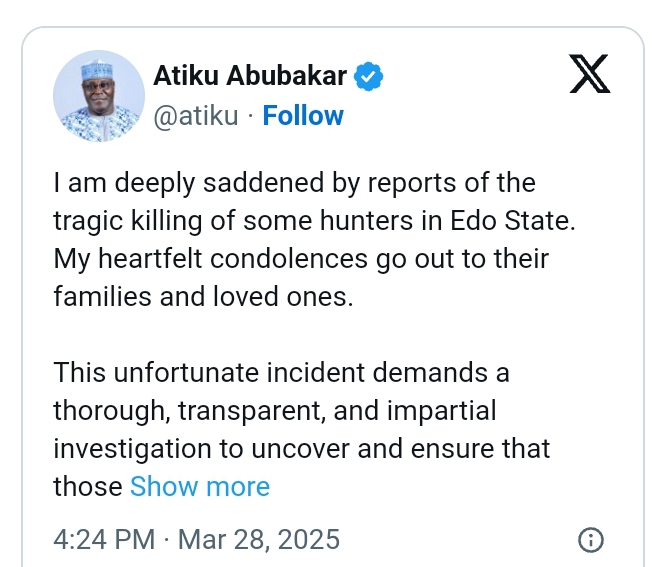 Atiku Abubakar
@atiku · Follow
I am deeply saddened by reports of the
tragic killing of some hunters in Edo State.
My heartfelt condolences go out to their
families and loved ones.
This unfortunate incident demands a
thorough, transparent, and impartial
investigation to uncover and ensure that
those Show more
4:24 PM · Mar 28, 2025